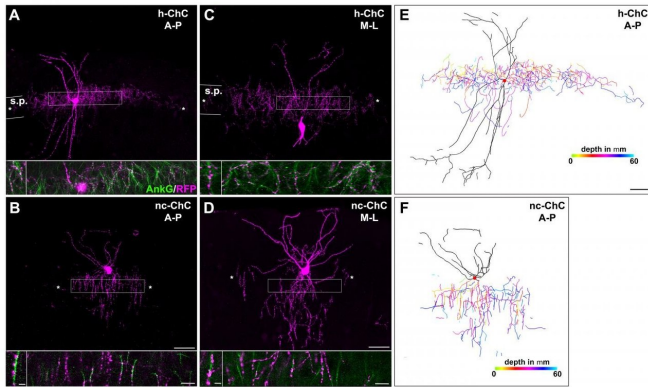 A
h-ChC
A-P
s.p.
*
*
AnkG/RFP
C
h-ChC
M-L
*
*
E
h-ChC
A-P
depth in mm
0
60
B
nc-ChC
A-P
*
*
D
nc-ChC
M-L
*
*
F
nc-ChC
A-P
depth in mm
0
60